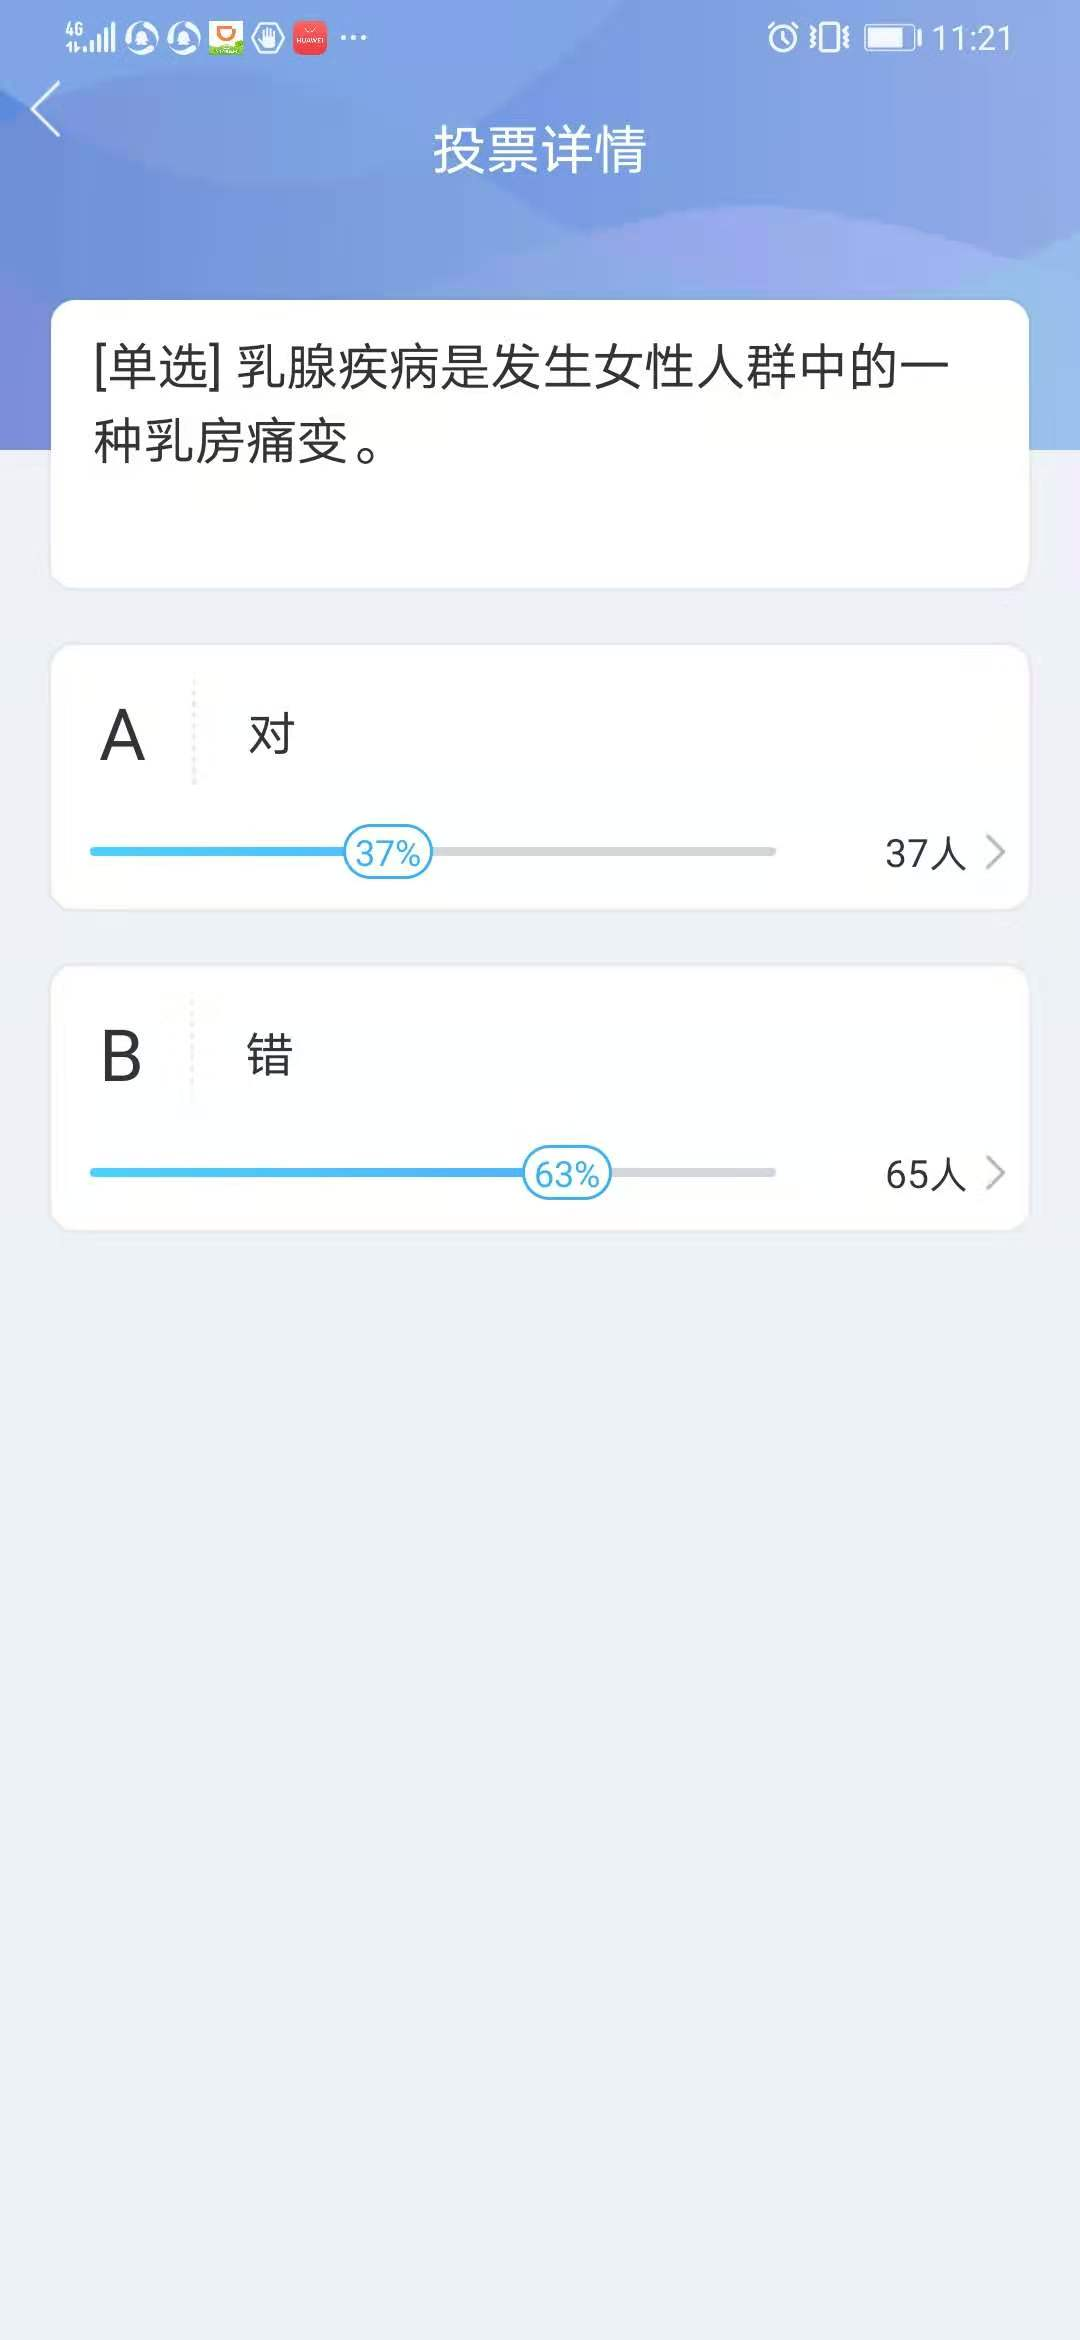 4G 11:21
投票详情
[单选] 乳腺疾病是发生女性人群中的一
种乳房痛变。
A 对
37% 37人
B 错
63% 65人